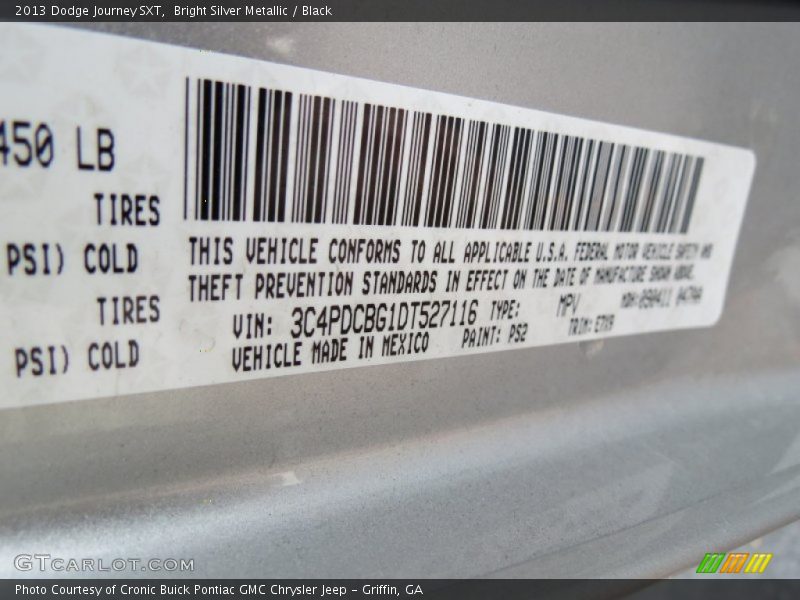 2013 Dodge Journey SXT,  Bright Silver Metallic / Black
450 LB
TIRES
PSI) COLD
TIRES
PSI) COLD
THIS VEHICLE CONFORMS TO ALL APPLICABLE U.S.A. FEDERAL MOTOR VEHICLE SAFETY AND
THEFT PREVENTION STANDARDS IN EFFECT ON THE DATE OF MANUFACTURE SHOWN ABOVE.
VIN: 3C4PDCBG1DT527116 TYPE: MPV
VEHICLE MADE IN MEXICO PAINT: PS2 TRIM:
GTCARLOT.COM
Photo Courtesy of Cronic Buick Pontiac GMC Chrysler Jeep - Griffin, GA